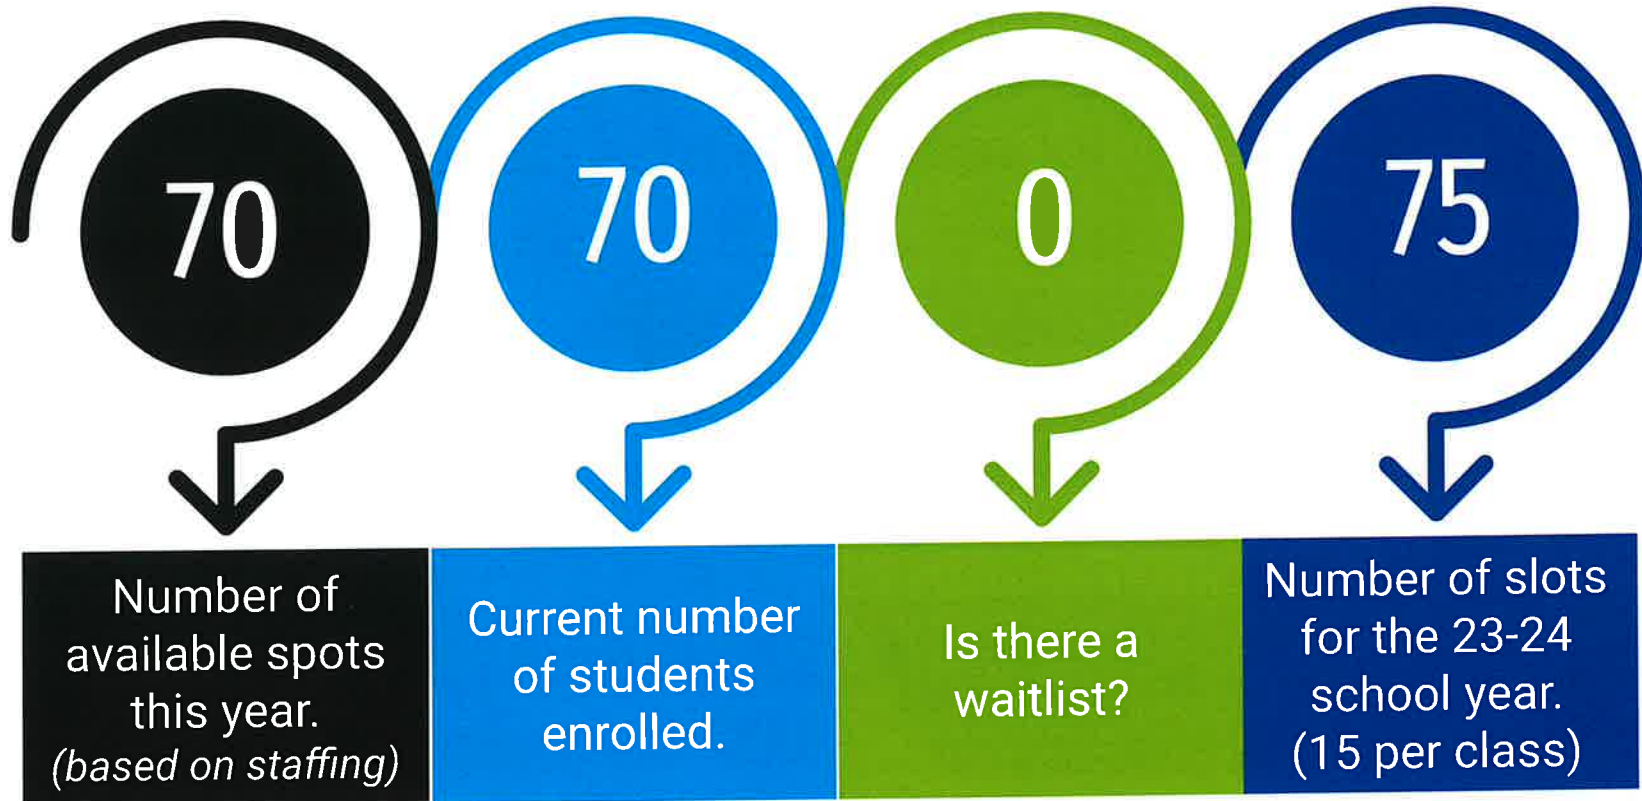 70
70
0
75
Number of
available spots
this year.
(based on staffing)
Current number
of students
enrolled.
Is there a
waitlist?
Number of slots
for the 23-24
school year.
(15 per class)